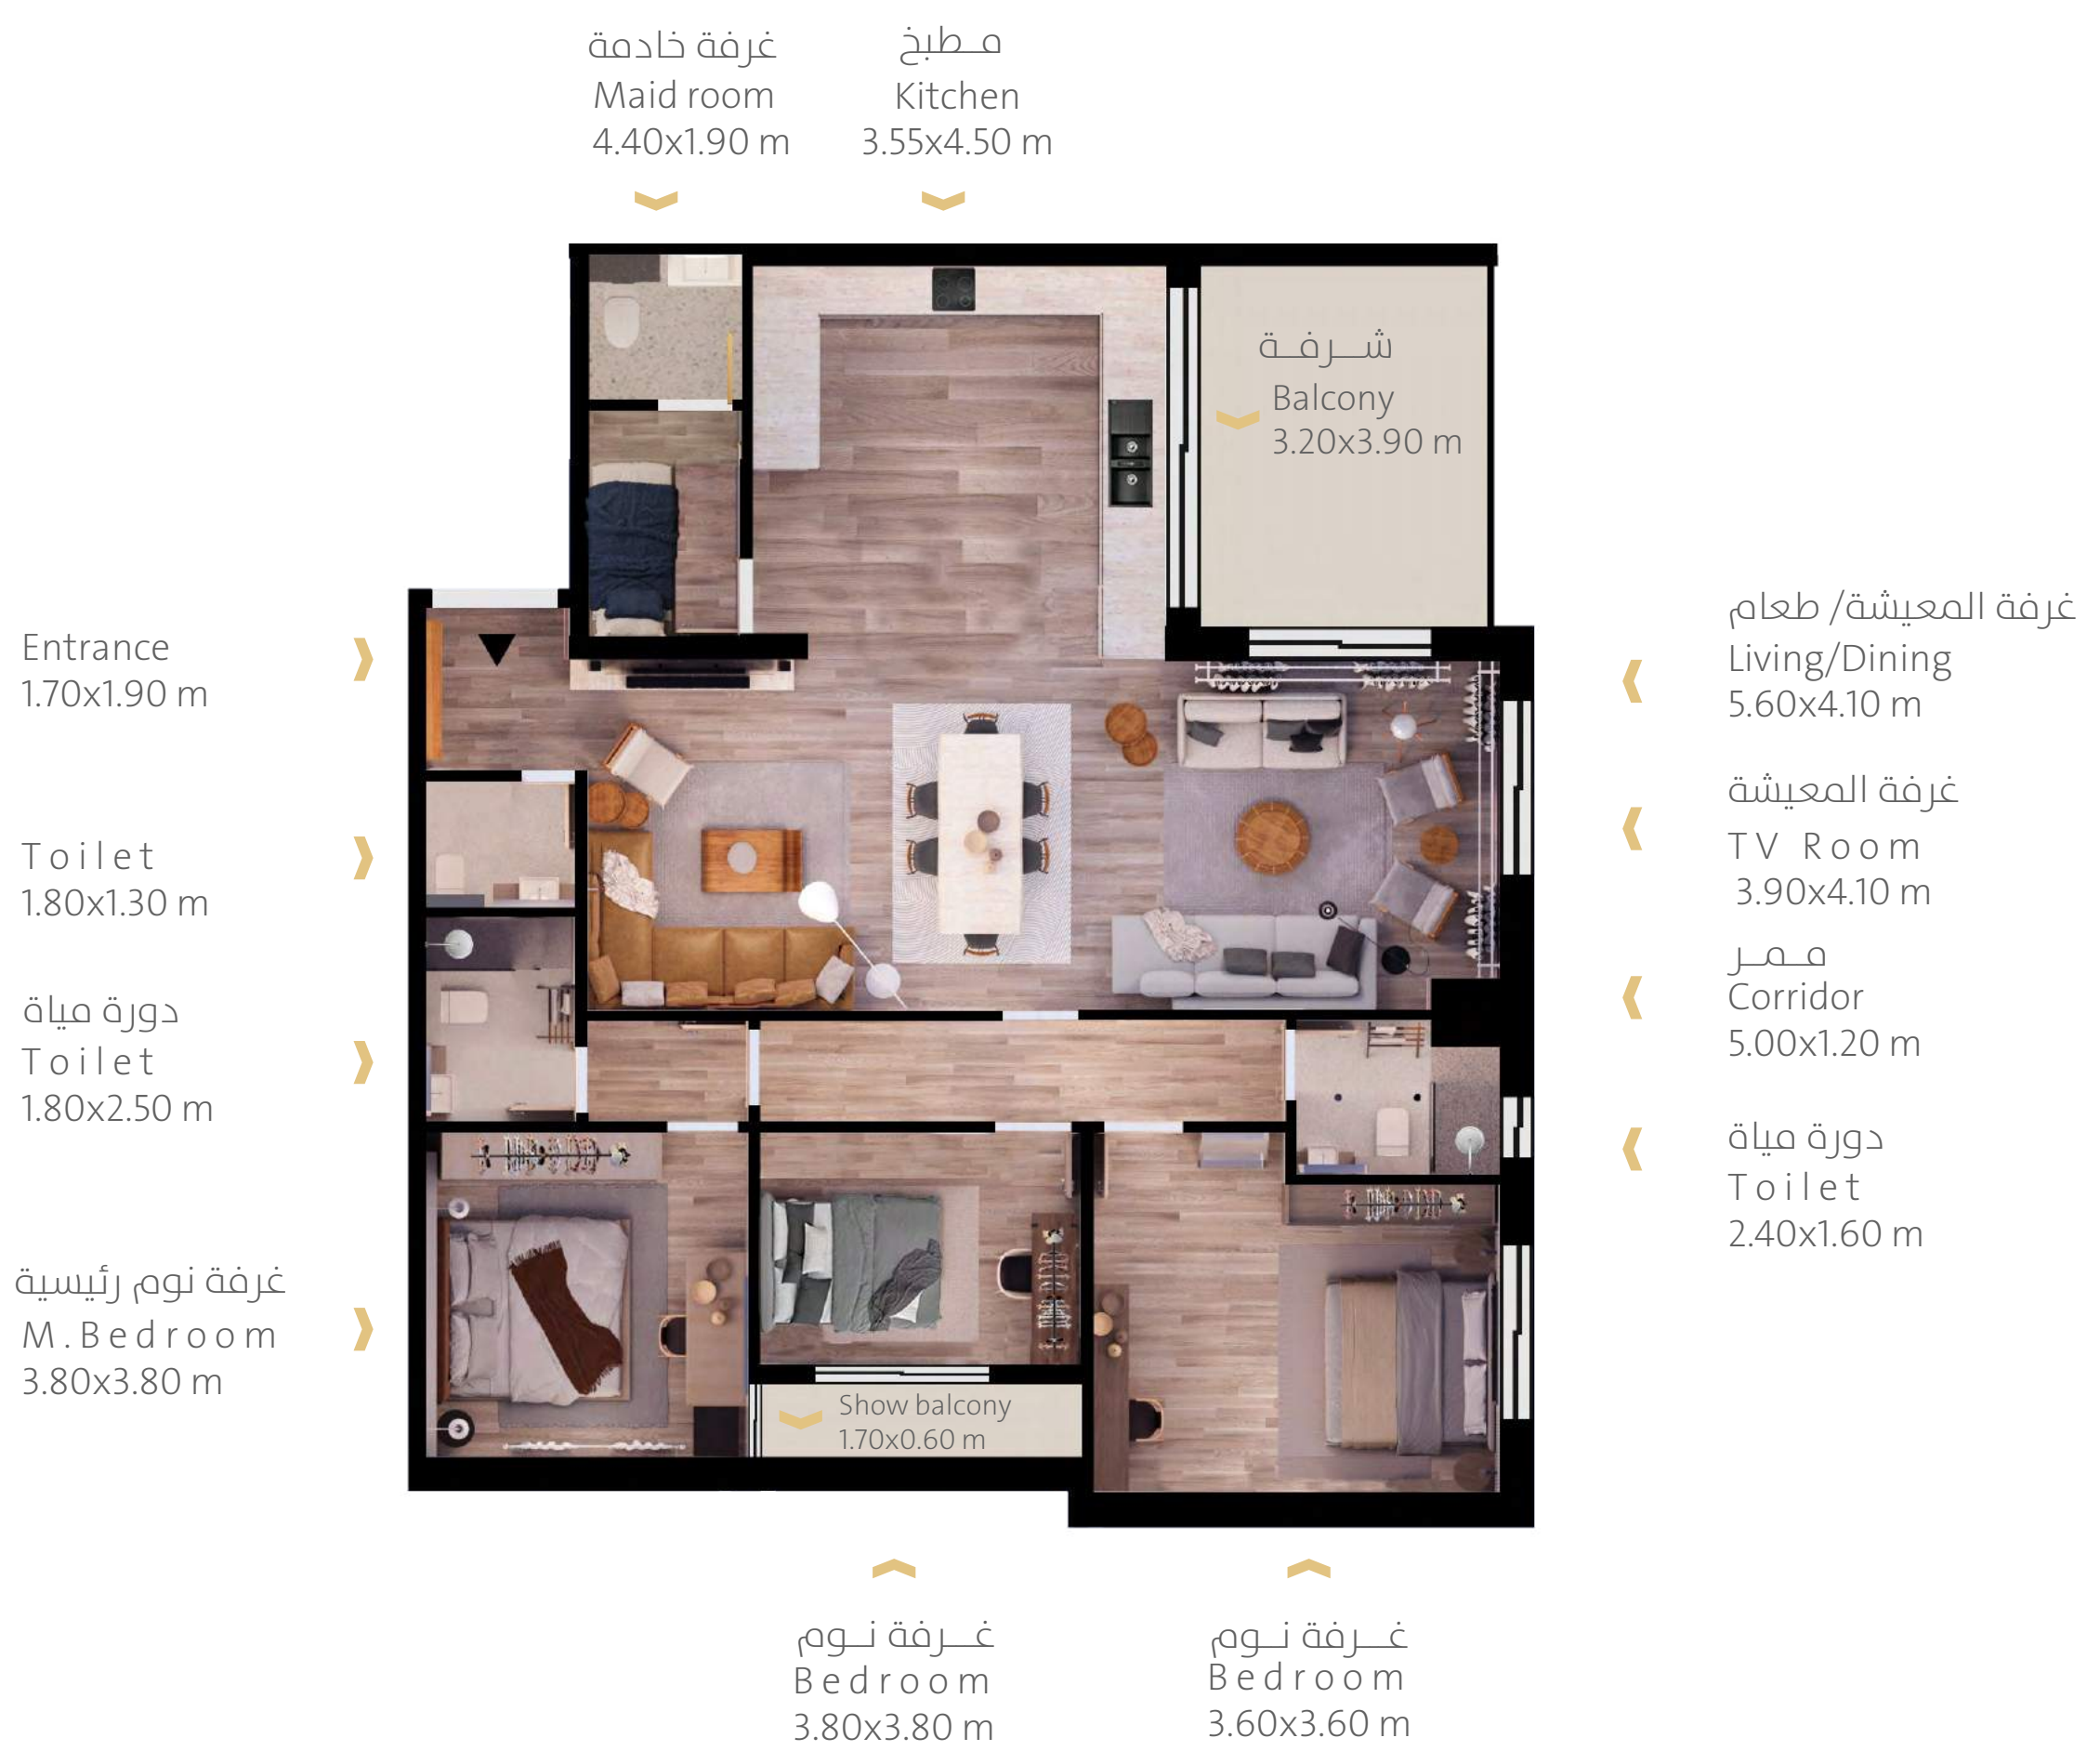 غرفة خادمة
Maid room
4.40x1.90 m
مـطبخ
Kitchen
3.55x4.50 m
شــرفــة
Balcony
3.20x3.90 m
Entrance
1.70x1.90 m
Toilet
1.80x1.30 m
دورة مياة
Toilet
1.80x2.50 m
غرفة نوم رئيسية
M.Bedroom
3.80x3.80 m
غرفة المعيشة/ طعام
Living/Dining
5.60x4.10 m
غرفة المعيشة
TV Room
3.90x4.10 m
مـمـر
Corridor
5.00x1.20 m
دورة مياة
Toilet
2.40x1.60 m
Show balcony
1.70x0.60 m
غــرفة نــوم
Bedroom
3.80x3.80 m
غــرفة نــوم
Bedroom
3.60x3.60 m